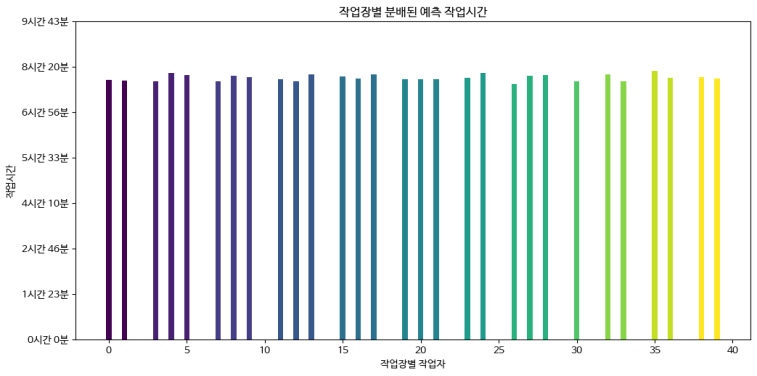 작업장별 분배된 예측 작업시간
9시간 43분
8시간 20분
6시간 56분
5시간 33분
4시간 10분
2시간 46분
1시간 23분
0시간 0분
작업시간
0 5 10 15 20 25 30 35 40
작업장별 작업자